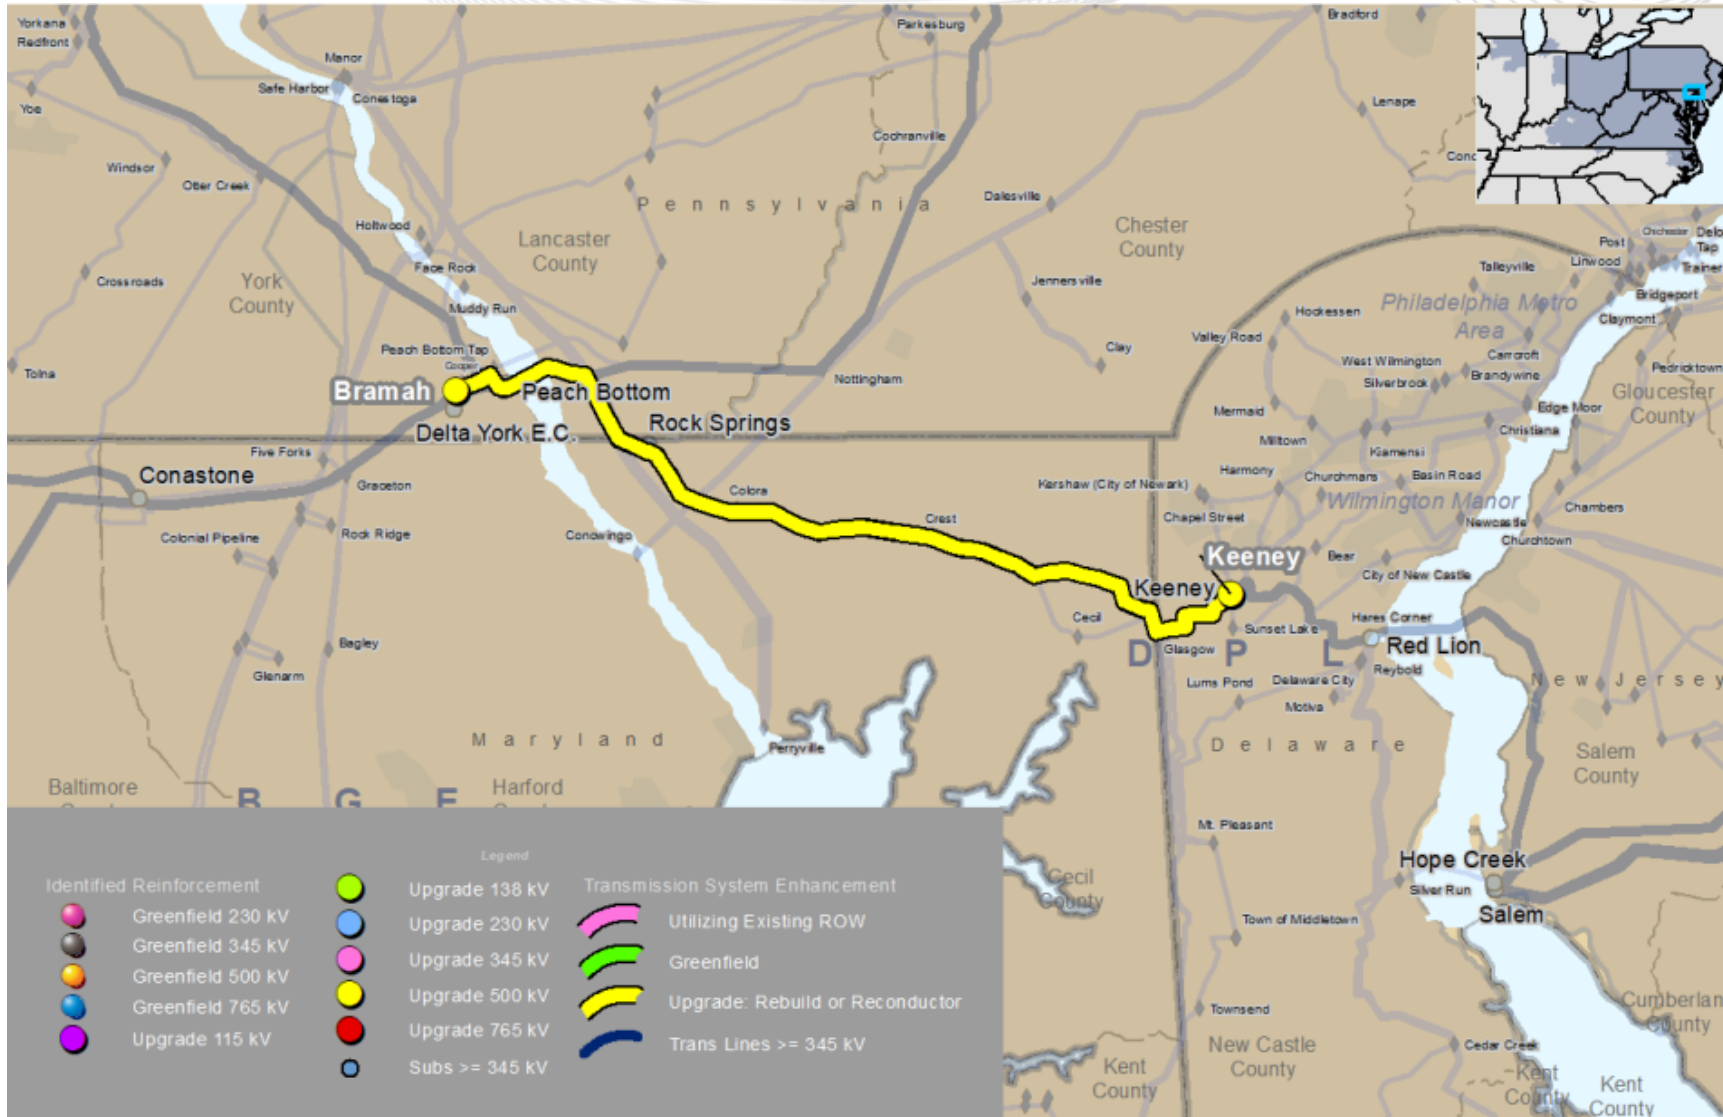 Yorkana
Redfront
Yoe
Windsor
Otter Creek
Crossroads
Tolna
Manor
Safe Harbor
Conestoga
Parkesburg
Bradford
Lenape
Cochranville
Pennsylvania
Dalesville
Chester
County
Lancaster
County
York
County
Holtwood
Face Rock
Muddy Run
Peach Bottom Tap
Cooper
Bramah
Peach Bottom
Delta York E.C.
Rock Springs
Nottingham
Jennersville
Clay
Hockessen
Valley Road
Talleyville
Post
Linwood
Chichester
Tap
Trainer
Bridgeport
Claymont
Philadelphia Metro
Area
West Wilmington
Carrcroft
Silverbrook
Brandywine
Pedricktown
Gloucester
County
Mermaid
Edge Moor
Milltown
Christiana
Kiamensi
Harmony
Churchmans
Basin Road
Kershaw (City of Newark)
Wilmington Manor
Chambers
Chapel Street
Newcastle
Churchtown
Five Forks
Conastone
Graceton
Colonial Pipeline
Rock Ridge
Colora
Crest
Conowingo
Keeney
Keeney
Bear
City of New Castle
Hares Corner
Red Lion
Cecil
Sunset Lake
Glasgow
D P L
Reybold
Lums Pond
Delaware City
Motiva
New Jersey
Bagley
Glenarm
Maryland
Perryville
Delaware
Salem
County
Baltimore
B G E
Harford
Mt. Pleasant
Cecil
County
Hope Creek
Silver Run
Salem
Town of Middletown
Townsend
New Castle
County
Cedar Creek
County
Kent
County
Kent
County
Kent
County
Legend
Identified Reinforcement
Greenfield 230 kV
Greenfield 345 kV
Greenfield 500 kV
Greenfield 765 kV
Upgrade 115 kV
Upgrade 138 kV
Upgrade 230 kV
Upgrade 345 kV
Upgrade 500 kV
Upgrade 765 kV
Subs >= 345 kV
Transmission System Enhancement
Utilizing Existing ROW
Greenfield
Upgrade: Rebuild or Reconductor
Trans Lines >= 345 kV